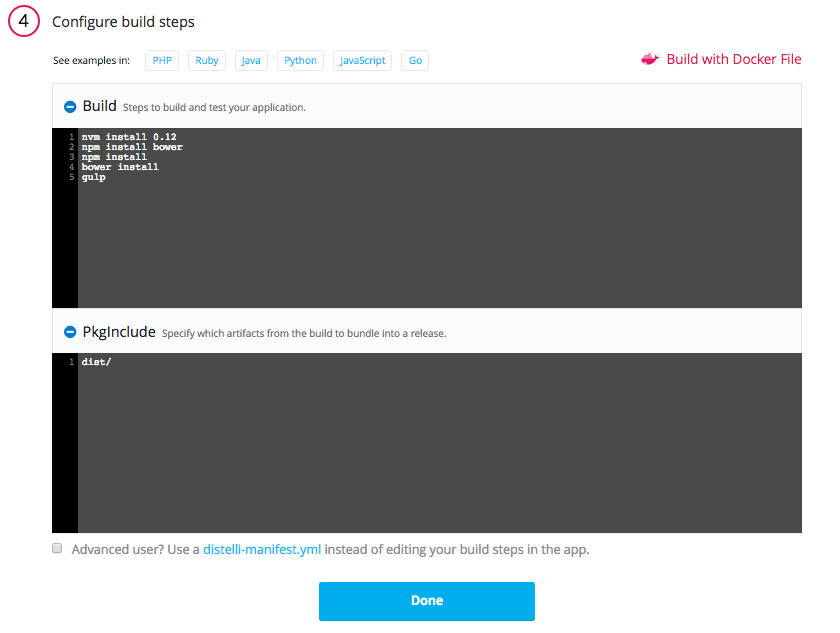 4 Configure build steps
See examples in: PHP Ruby Java Python JavaScript Go Build with Docker File
Build Steps to build and test your application.
1 nvm install 0.12
2 npm install bower
3 npm install
4 bower install
5 gulp
PkgInclude Specify which artifacts from the build to bundle into a release.
1 dist/
Advanced user? Use a distelli-manifest.yml instead of editing your build steps in the app.
Done